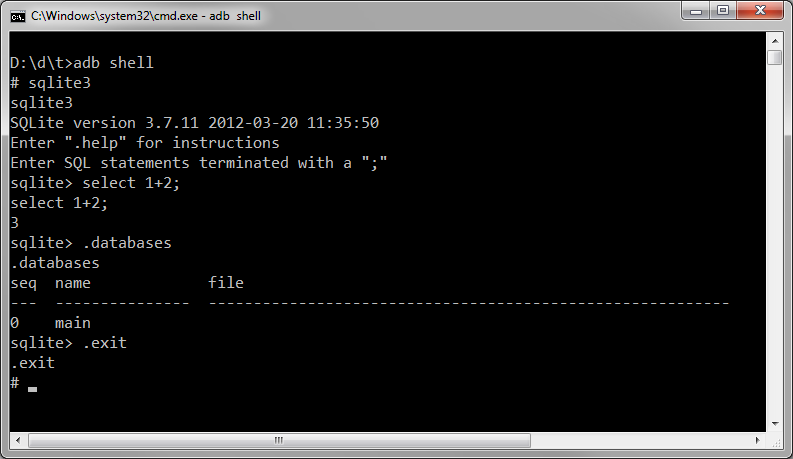 C:\Windows\system32\cmd.exe - adb  shell
D:\d\t>adb shell
# sqlite3
sqlite3
SQLite version 3.7.11 2012-03-20 11:35:50
Enter ".help" for instructions
Enter SQL statements terminated with a ";"
sqlite> select 1+2;
select 1+2;
3
sqlite> .databases
.databases
seq  name             file
---  ---------------  ----------------------------------------------------------
0    main
sqlite> .exit
.exit
# _